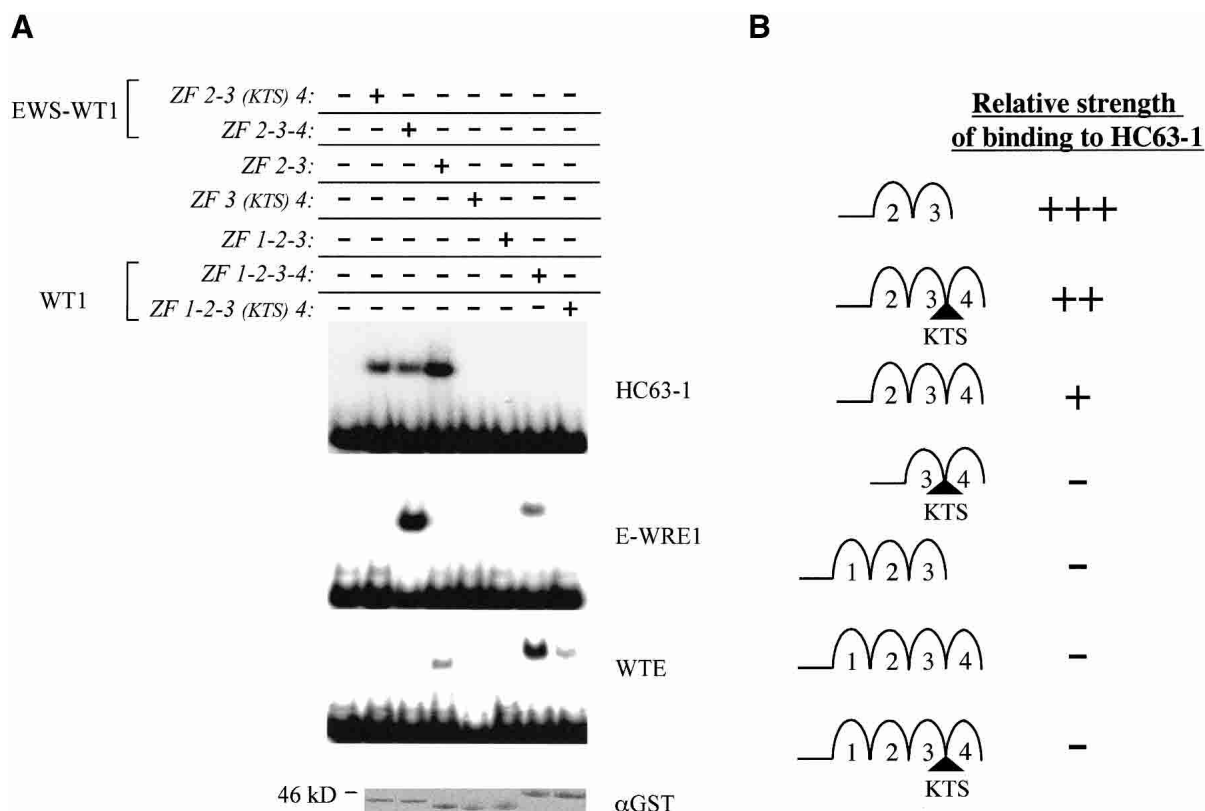 A
B
EWS-WT1
ZF 2-3 (KTS) 4: − + − − − − − −
ZF 2-3-4: − − + − − − − −
ZF 2-3: − − − + − − − −
ZF 3 (KTS) 4: − − − − + − − −
ZF 1-2-3: − − − − − + − −
WT1
ZF 1-2-3-4: − − − − − − + −
ZF 1-2-3 (KTS) 4: − − − − − − − +
HC63-1
E-WRE1
WTE
46 kD −
αGST
Relative strength
of binding to HC63-1
2 3 +++
2 3 4 ++
KTS
2 3 4 +
3 4 −
KTS
1 2 3 −
1 2 3 4 −
1 2 3 4 −
KTS